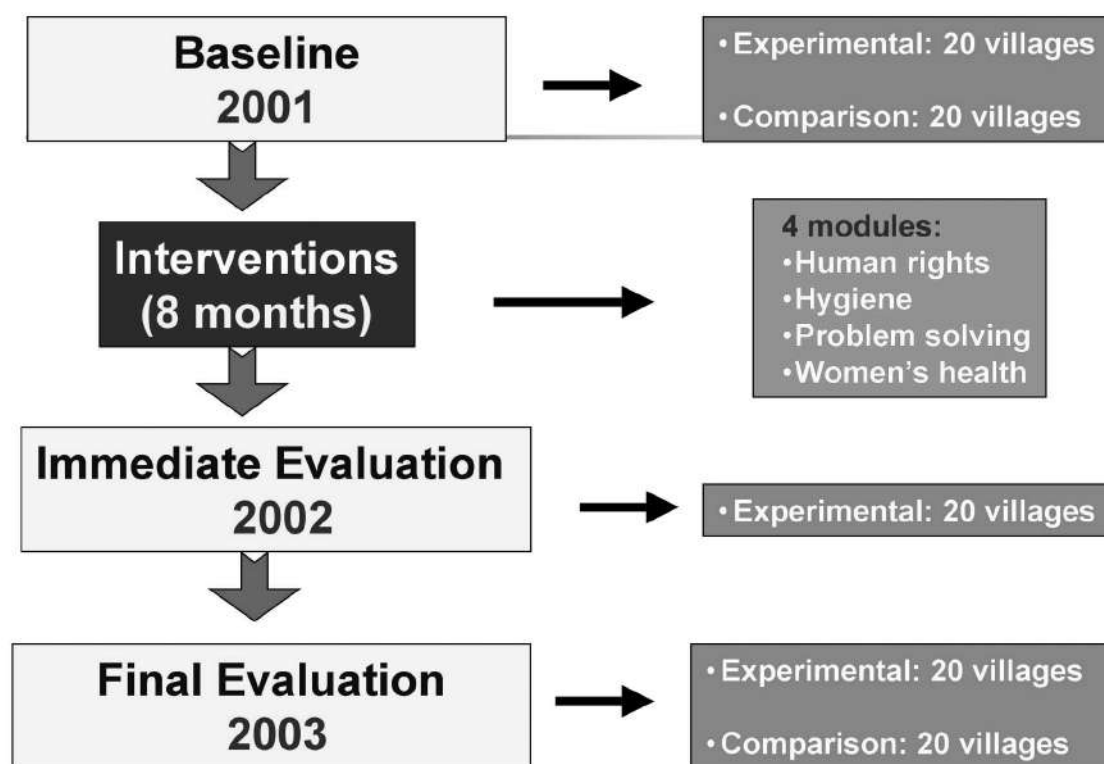 Baseline
2001
• Experimental: 20 villages
• Comparison: 20 villages
Interventions
(8 months)
4 modules:
•Human rights
•Hygiene
•Problem solving
•Women’s health
Immediate Evaluation
2002
• Experimental: 20 villages
Final Evaluation
2003
• Experimental: 20 villages
• Comparison: 20 villages